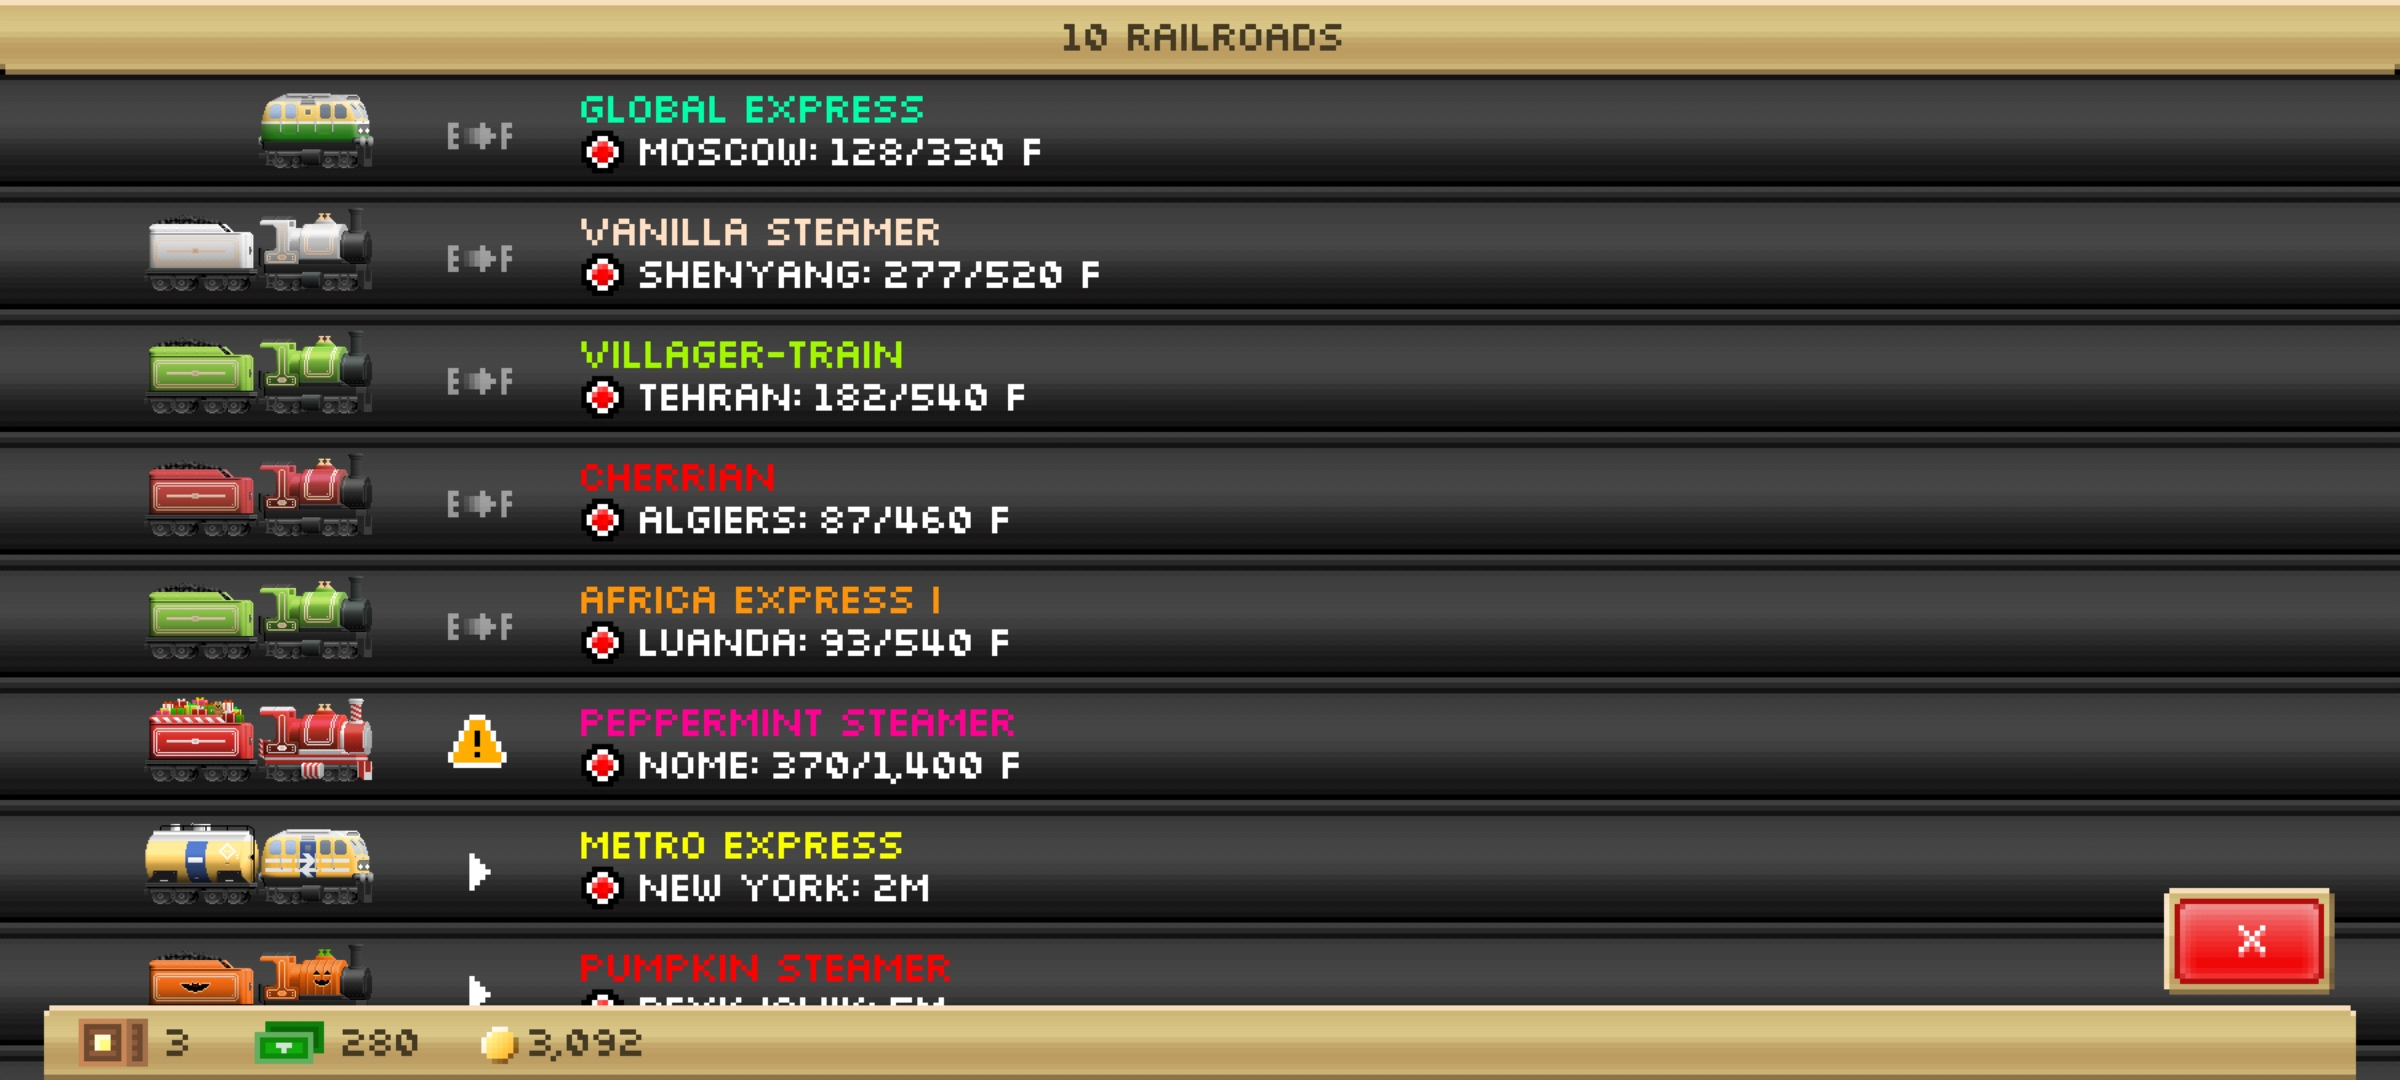 10 RAILROADS
GLOBAL EXPRESS
E F MOSCOW: 128/330 F
VANILLA STEAMER
E F SHENYANG: 277/520 F
VILLAGER-TRAIN
E F TEHRAN: 182/540 F
CHERRIAN
E F ALGIERS: 87/460 F
AFRICA EXPRESS I
E F LUANDA: 93/540 F
PEPPERMINT STEAMER
! NOME: 370/1,400 F
METRO EXPRESS
NEW YORK: 2M
X
PUMPKIN STEAMER
3 280 3,092